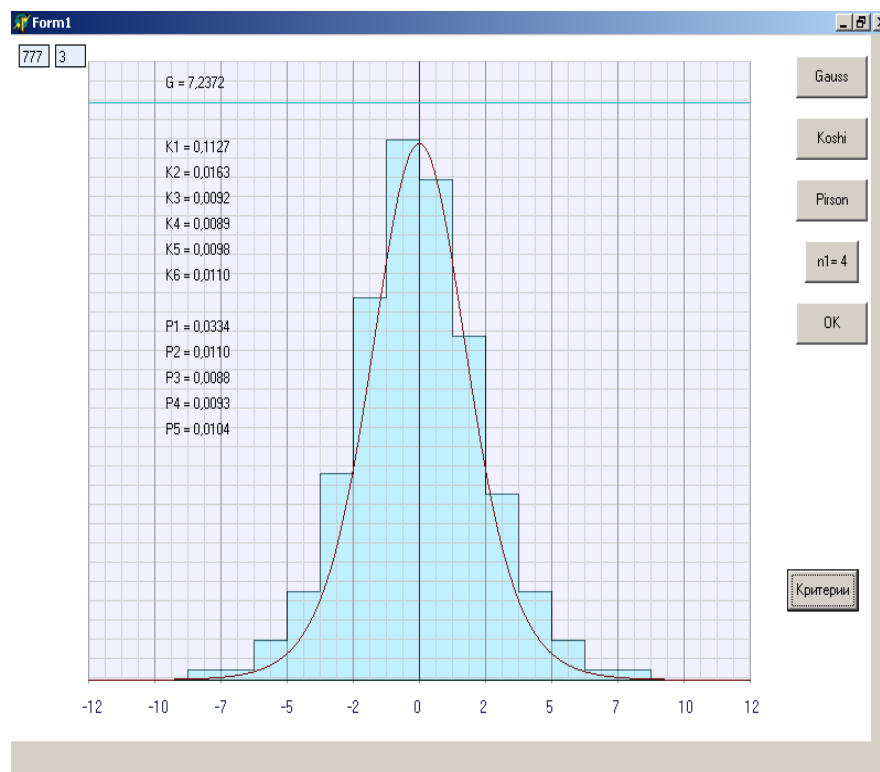 Form1
777 3
G = 7,2372
K1 = 0,1127
K2 = 0,0163
K3 = 0,0092
K4 = 0,0089
K5 = 0,0098
K6 = 0,0110
P1 = 0,0334
P2 = 0,0110
P3 = 0,0088
P4 = 0,0093
P5 = 0,0104
-12 -10 -7 -5 -2 0 2 5 7 10 12
Gauss
Koshi
Pirson
n1= 4
OK
Критерии